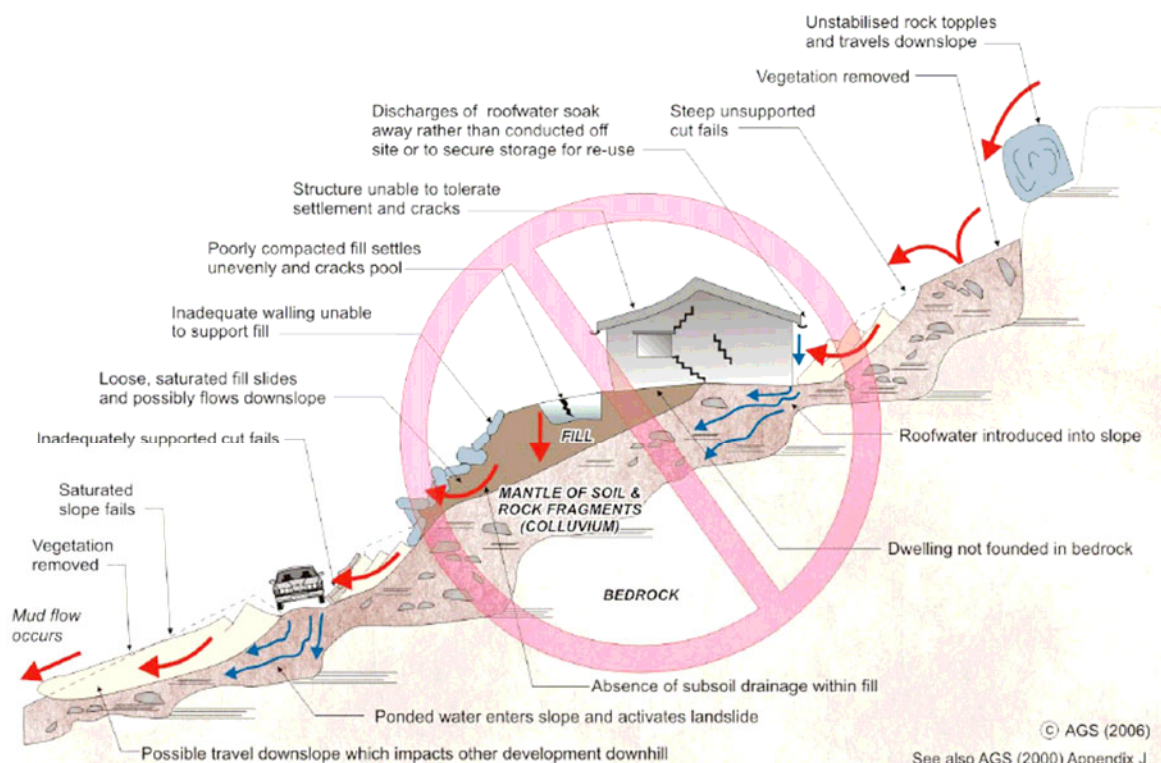 Unstabilised rock topples
and travels downslope
Vegetation removed
Discharges of roofwater soak
away rather than conducted off
site or to secure storage for re-use
Steep unsupported
cut fails
Structure unable to tolerate
settlement and cracks
Poorly compacted fill settles
unevenly and cracks pool
Inadequate walling unable
to support fill
Loose, saturated fill slides
and possibly flows downslope
Inadequately supported cut fails
Roofwater introduced into slope
FILL
Saturated
slope fails
MANTLE OF SOIL &
ROCK FRAGMENTS
(COLLUVIUM)
Vegetation
removed
Dwelling not founded in bedrock
BEDROCK
Mud flow
occurs
Absence of subsoil drainage within fill
Ponded water enters slope and activates landslide
© AGS (2006)
Possible travel downslope which impacts other development downhill
See also AGS (2000) Appendix J